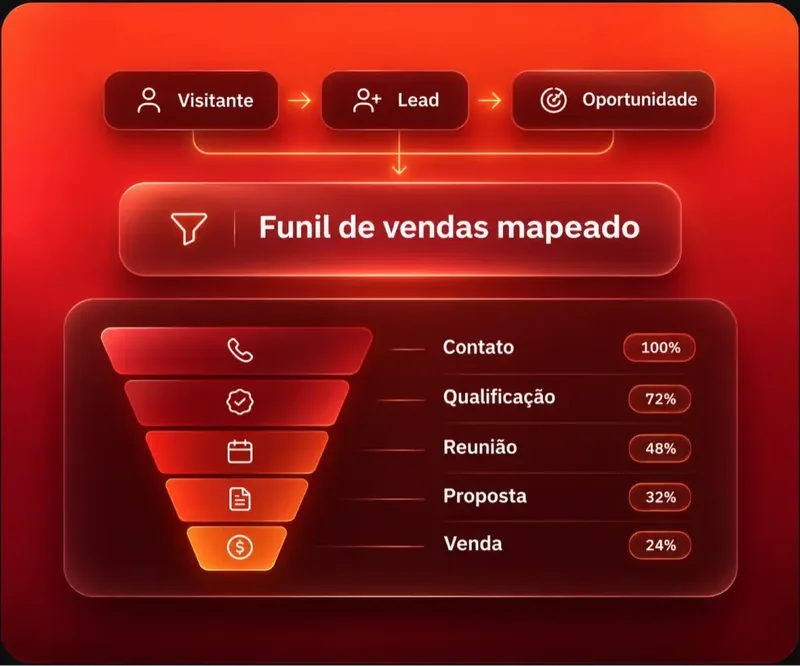 Visitante
Lead
Oportunidade
Funil de vendas mapeado
Contato 100%
Qualificação 72%
Reunião 48%
Proposta 32%
Venda 24%